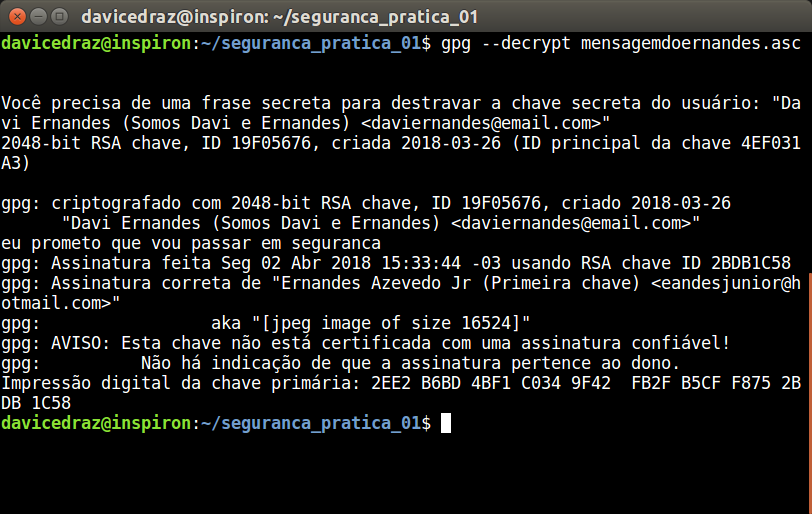 davicedraz@inspiron: ~/seguranca_pratica_01
davicedraz@inspiron:~/seguranca_pratica_01$ gpg --decrypt mensagemdoernandes.asc
Você precisa de uma frase secreta para destravar a chave secreta do usuário: "Da
vi Ernandes (Somos Davi e Ernandes) <daviernandes@email.com>"
2048-bit RSA chave, ID 19F05676, criada 2018-03-26 (ID principal da chave 4EF031
A3)
gpg: criptografado com 2048-bit RSA chave, ID 19F05676, criado 2018-03-26
"Davi Ernandes (Somos Davi e Ernandes) <daviernandes@email.com>"
eu prometo que vou passar em seguranca
gpg: Assinatura feita Seg 02 Abr 2018 15:33:44 -03 usando RSA chave ID 2BDB1C58
gpg: Assinatura correta de "Ernandes Azevedo Jr (Primeira chave) <eandesjunior@h
otmail.com>"
gpg: aka "[jpeg image of size 16524]"
gpg: AVISO: Esta chave não está certificada com uma assinatura confiável!
gpg: Não há indicação de que a assinatura pertence ao dono.
Impressão digital da chave primária: 2EE2 B6BD 4BF1 C034 9F42  FB2F B5CF F875 2B
DB 1C58
davicedraz@inspiron:~/seguranca_pratica_01$